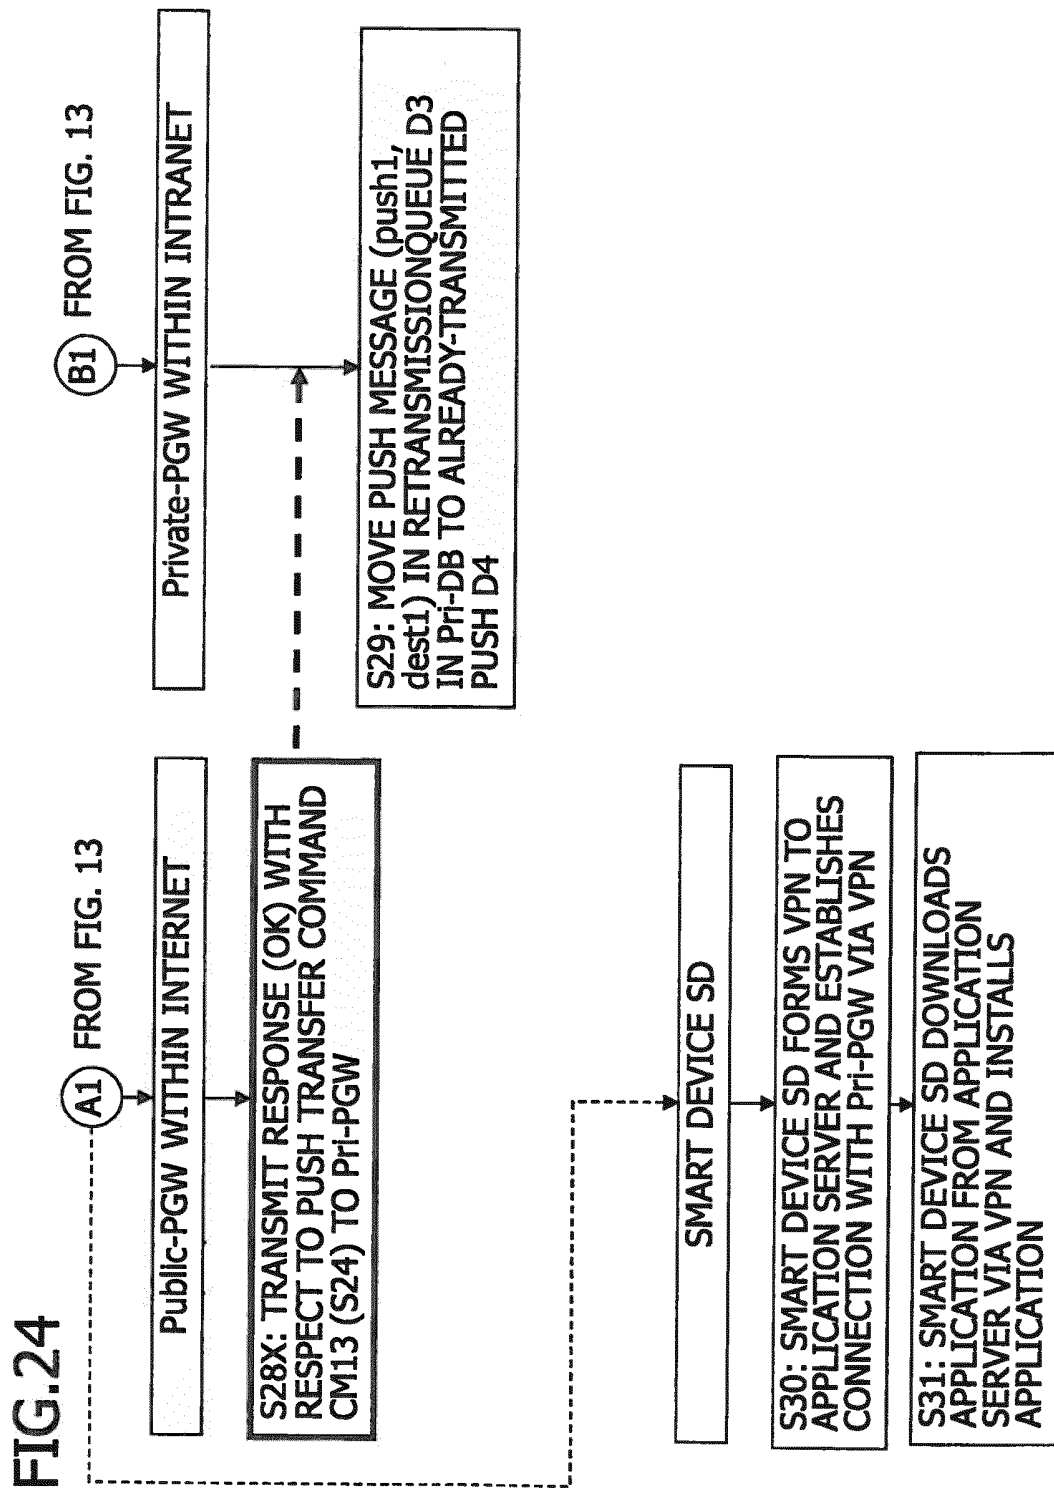 FIG.24
A1 FROM FIG. 13
Public-PGW WITHIN INTERNET
S28X: TRANSMIT RESPONSE (OK) WITH
RESPECT TO PUSH TRANSFER COMMAND
CM13 (S24) TO Pri-PGW
B1 FROM FIG. 13
Private-PGW WITHIN INTRANET
S29: MOVE PUSH MESSAGE (push1,
dest1) IN RETRANSMISSIONQUEUE D3
IN Pri-DB TO ALREADY-TRANSMITTED
PUSH D4
SMART DEVICE SD
S30: SMART DEVICE SD FORMS VPN TO
APPLICATION SERVER AND ESTABLISHES
CONNECTION WITH Pri-PGW VIA VPN
S31: SMART DEVICE SD DOWNLOADS
APPLICATION FROM APPLICATION
SERVER VIA VPN AND INSTALLS
APPLICATION